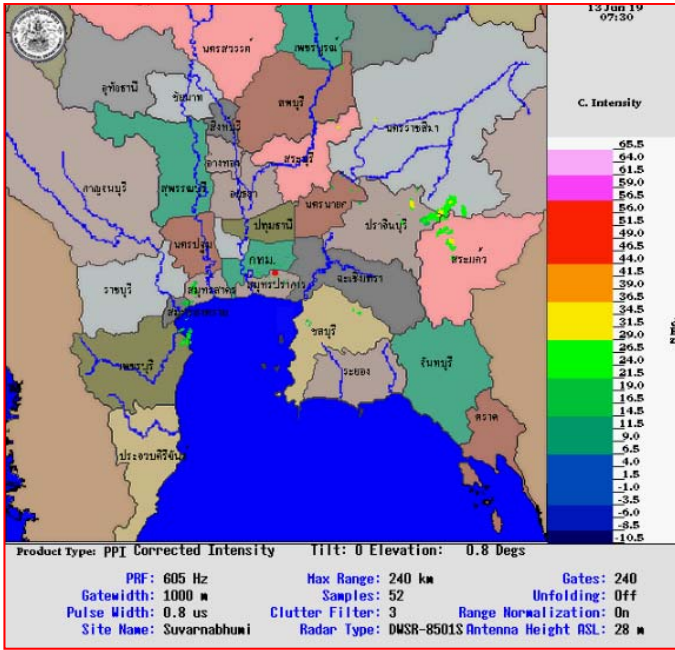 13 Jun 19
07:30
C. Intensity
นครสวรรค์
เพชรบูรณ์
อุทัยธานี
ชัยนาท
ลพบุรี
สิงห์บุรี
นครราชสีมา
อ่างทอง
สระบุรี
กาญจนบุรี
สุพรรณบุรี
อยุธยา
นครนายก
ปราจีนบุรี
ปทุมธานี
นครปฐม
กทม.
สระแก้ว
ราชบุรี
สมุทรสาคร
สมุทรปราการ
ฉะเชิงเทรา
ชลบุรี
เพชรบุรี
ระยอง
จันทบุรี
ตราด
ประจวบคีรีขันธ์
65.5
64.0
61.5
59.0
56.5
56.0
51.5
49.0
46.5
44.0
41.5
39.0
36.5
34.0
31.5
29.0
26.5
24.0
21.5
19.0
16.5
14.0
11.5
9.0
6.5
4.0
1.5
-1.0
-3.5
-6.0
-8.5
-10.5
Product Type: PPI Corrected Intensity Tilt: 0 Elevation: 0.8 Degs
PRF: 605 Hz Max Range: 240 km Gates: 240
Gatewidth: 1000 m Samples: 52 Unfolding: Off
Pulse Width: 0.8 us Clutter Filter: 3 Range Normalization: On
Site Name: Suvarnabhumi Radar Type: DWSR-8501S Antenna Height ASL: 28 m